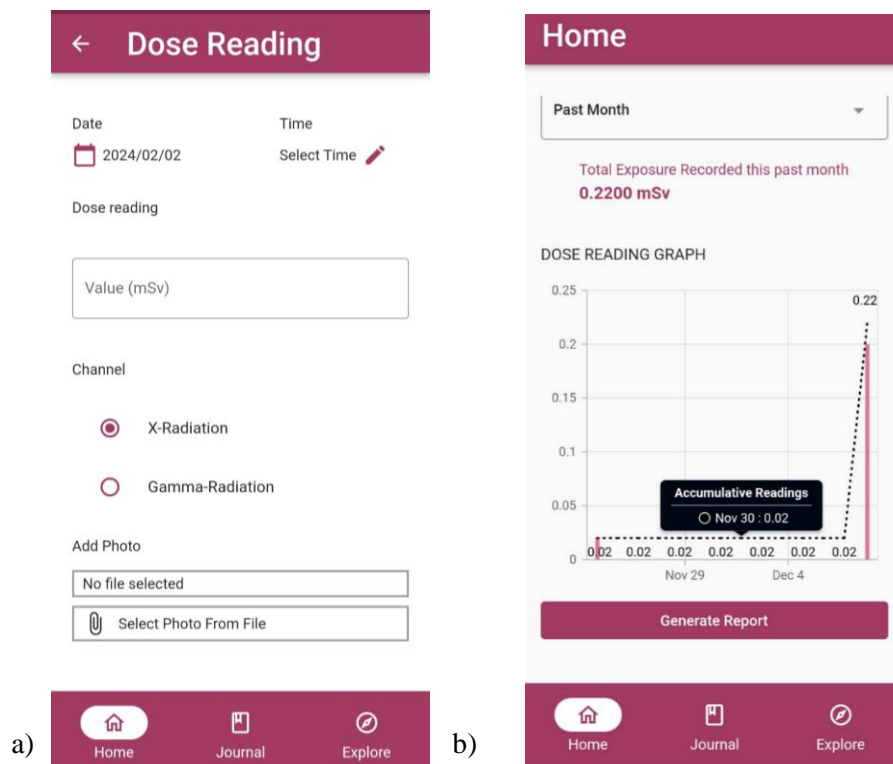 Dose Reading
Date
Time
2024/02/02
Select Time
Dose reading
Value (mSv)
Channel
X-Radiation
Gamma-Radiation
Add Photo
No file selected
Select Photo From File
Home
Journal
Explore
a)
Home
Past Month
Total Exposure Recorded this past month
0.2200 mSv
DOSE READING GRAPH
0.25
0.22
0.2
0.15
0.1
0.05
Accumulative Readings
Nov 30 : 0.02
0.02 0.02 0.02 0.02 0.02 0.02 0.02
0
Nov 29
Dec 4
Generate Report
Home
Journal
Explore
b)